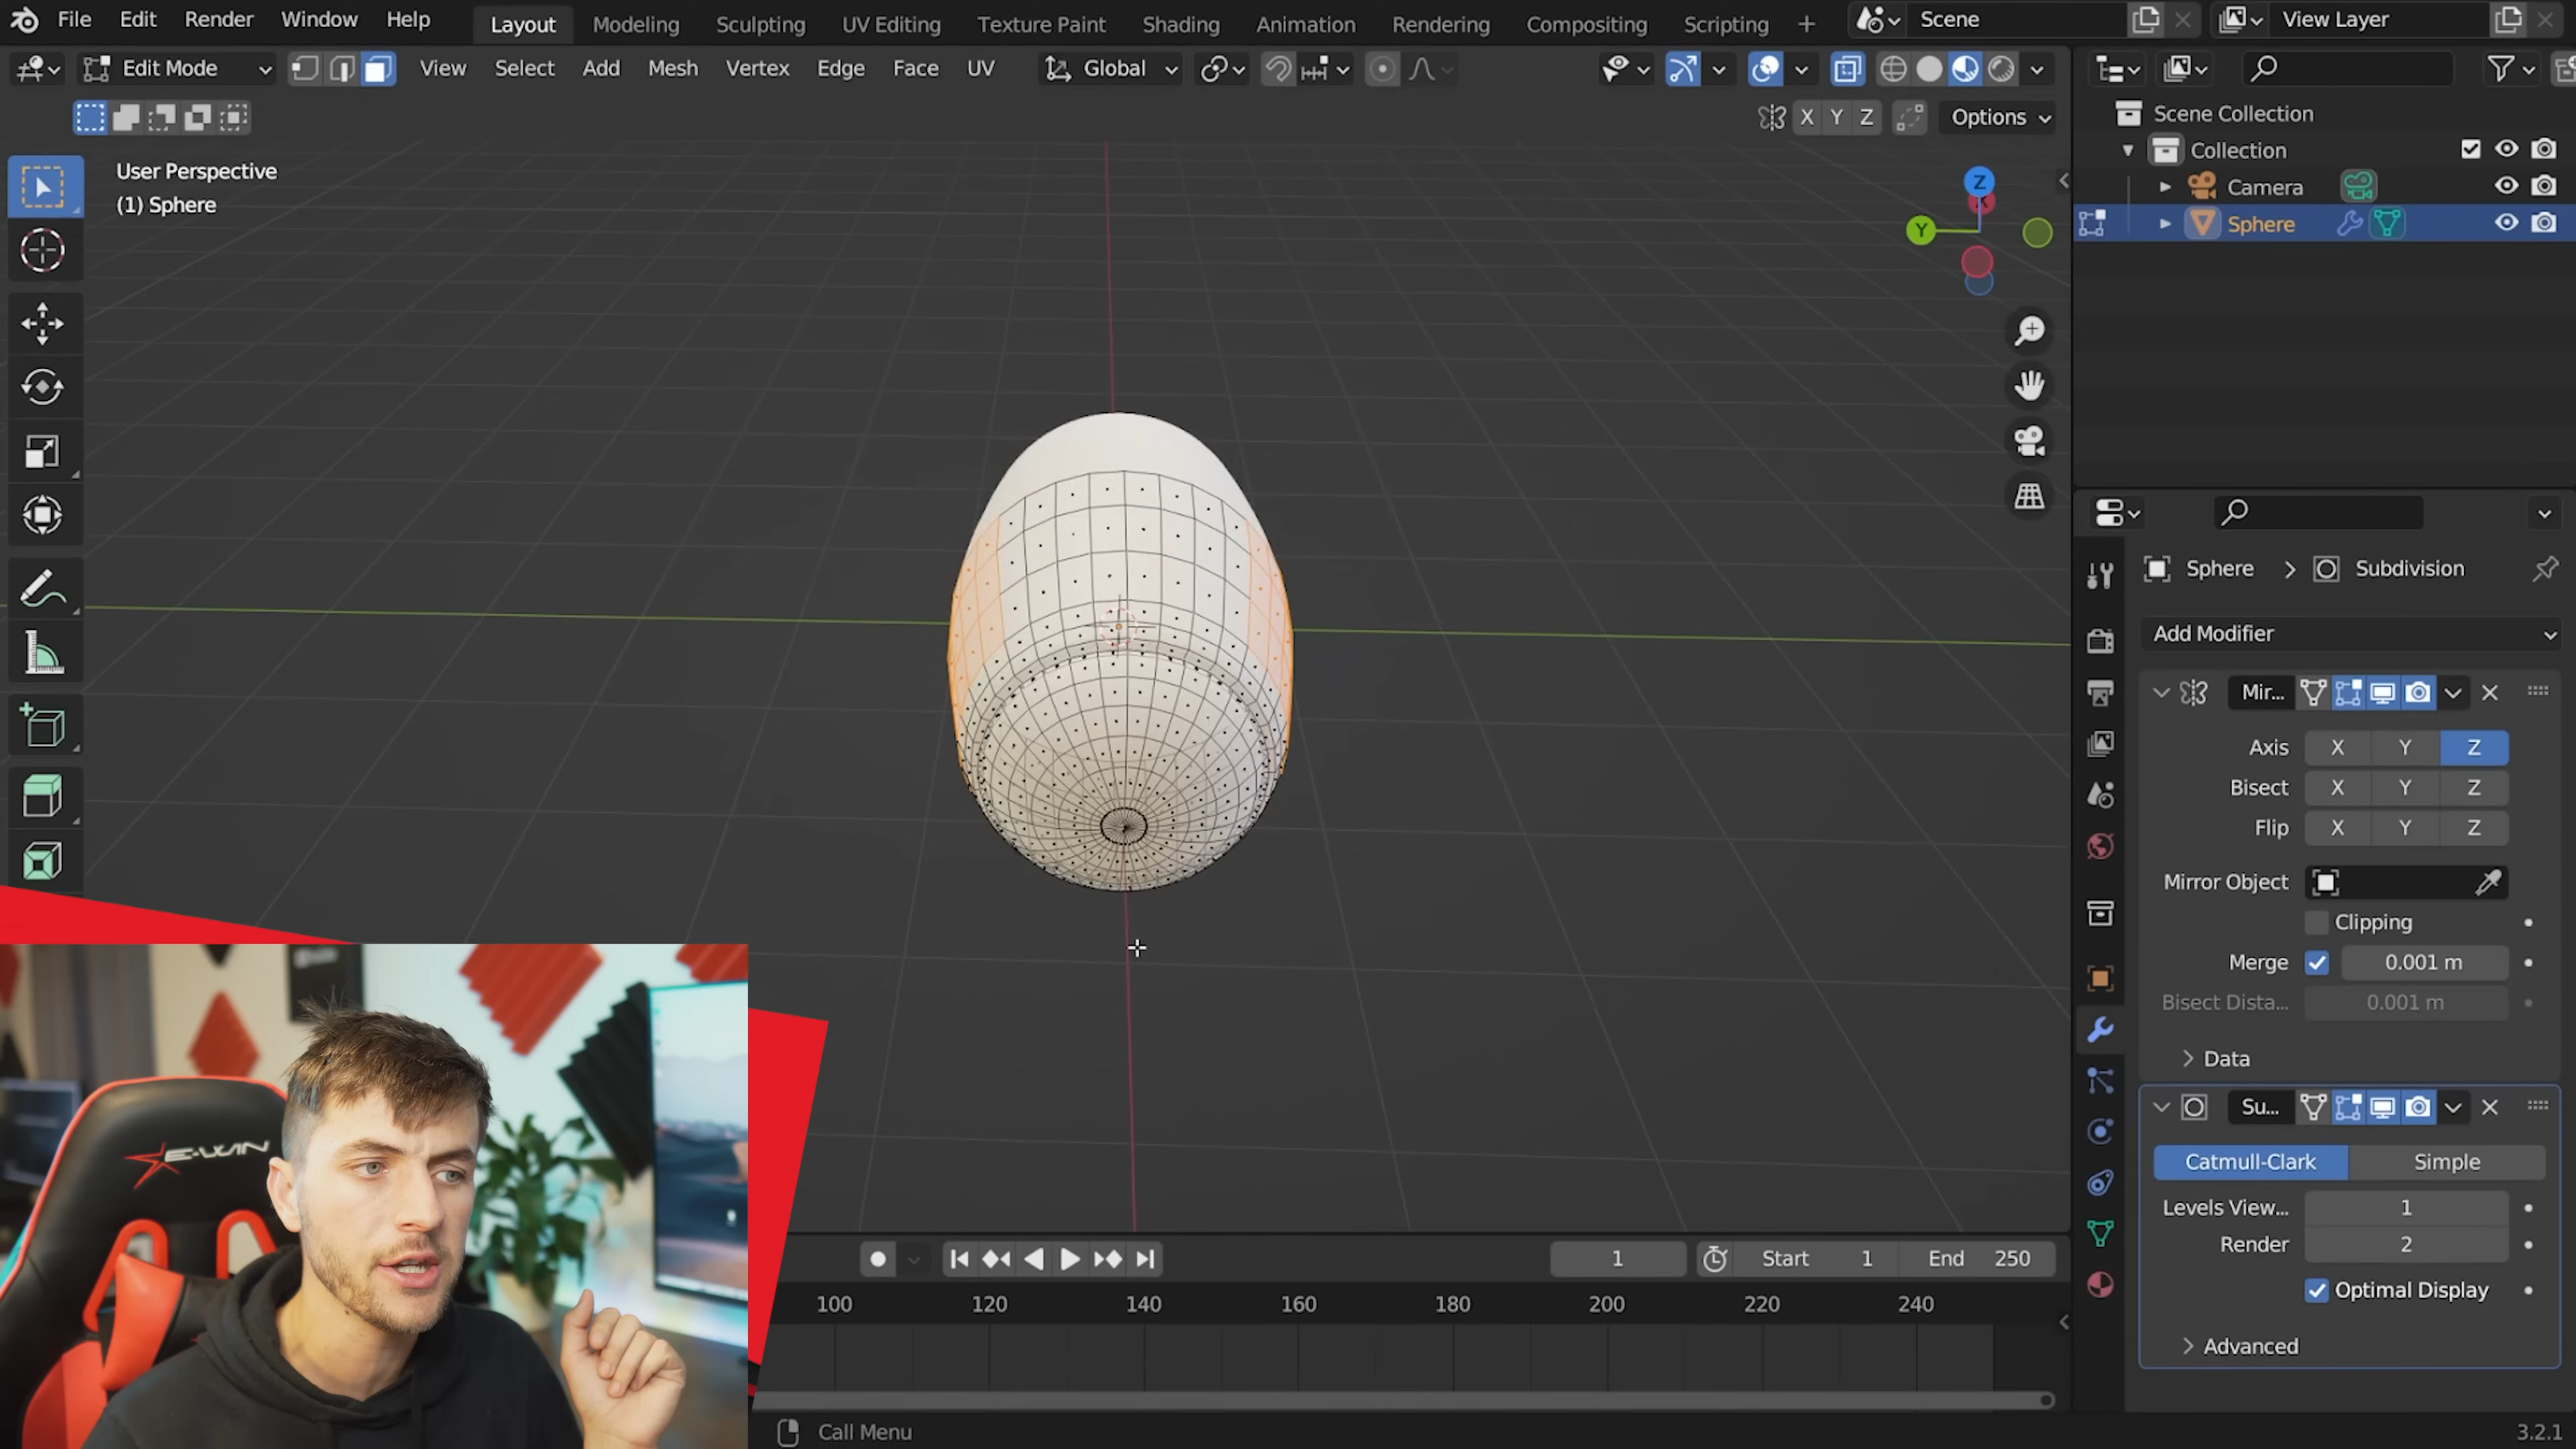 File Edit Render Window Help Layout Modeling Sculpting UV Editing Texture Paint Shading Animation Rendering Compositing Scripting + Scene View Layer
Edit Mode View Select Add Mesh Vertex Edge Face UV Global
X Y Z Options
User Perspective
(1) Sphere
Z
Y
Scene Collection
Collection
Camera
Sphere
Sphere > Subdivision
Add Modifier
Mir...
Axis X Y Z
Bisect X Y Z
Flip X Y Z
Mirror Object
Clipping
Merge 0.001 m
Bisect Dista... 0.001 m
Data
Su...
Catmull-Clark Simple
Levels View... 1
Render 2
Optimal Display
Advanced
E-WIN
1 Start 1 End 250
100 120 140 160 180 200 220 240
Call Menu
3.2.1